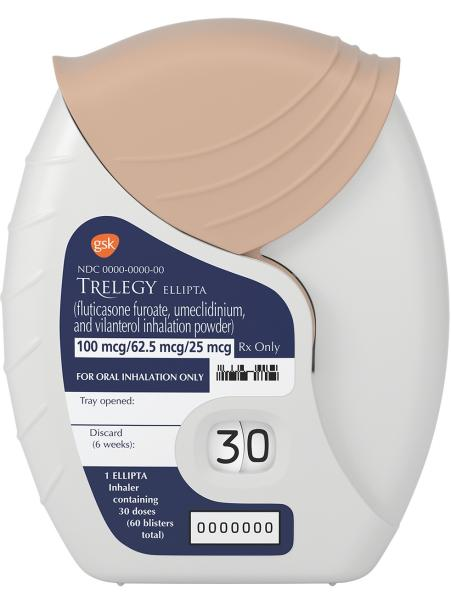 gsk
NDC 0000-0000-00
TRELEGY ELLIPTA
(fluticasone furoate, umeclidinium,
and vilanterol inhalation powder)
100 mcg/62.5 mcg/25 mcg Rx Only
FOR ORAL INHALATION ONLY
Tray opened:
Discard
(6 weeks):
30
1 ELLIPTA
Inhaler
containing
30 doses
(60 blisters
total)
0000000